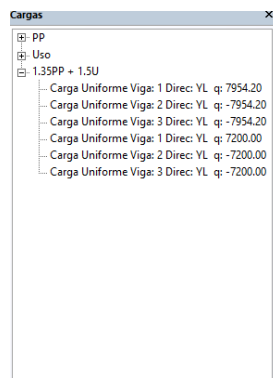 Cargas ×
PP
Uso
1.35PP + 1.5U
Carga Uniforme Viga: 1 Direc: YL q: 7954.20
Carga Uniforme Viga: 2 Direc: YL q: -7954.20
Carga Uniforme Viga: 3 Direc: YL q: -7954.20
Carga Uniforme Viga: 1 Direc: YL q: 7200.00
Carga Uniforme Viga: 2 Direc: YL q: -7200.00
Carga Uniforme Viga: 3 Direc: YL q: -7200.00